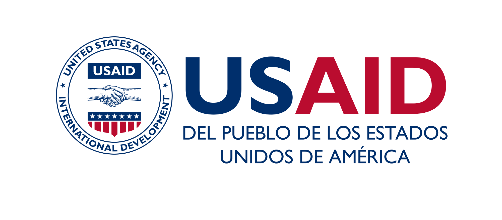 UNITED STATES AGENCY
USAID
INTERNATIONAL DEVELOPMENT
USAID
DEL PUEBLO DE LOS ESTADOS
UNIDOS DE AMÉRICA